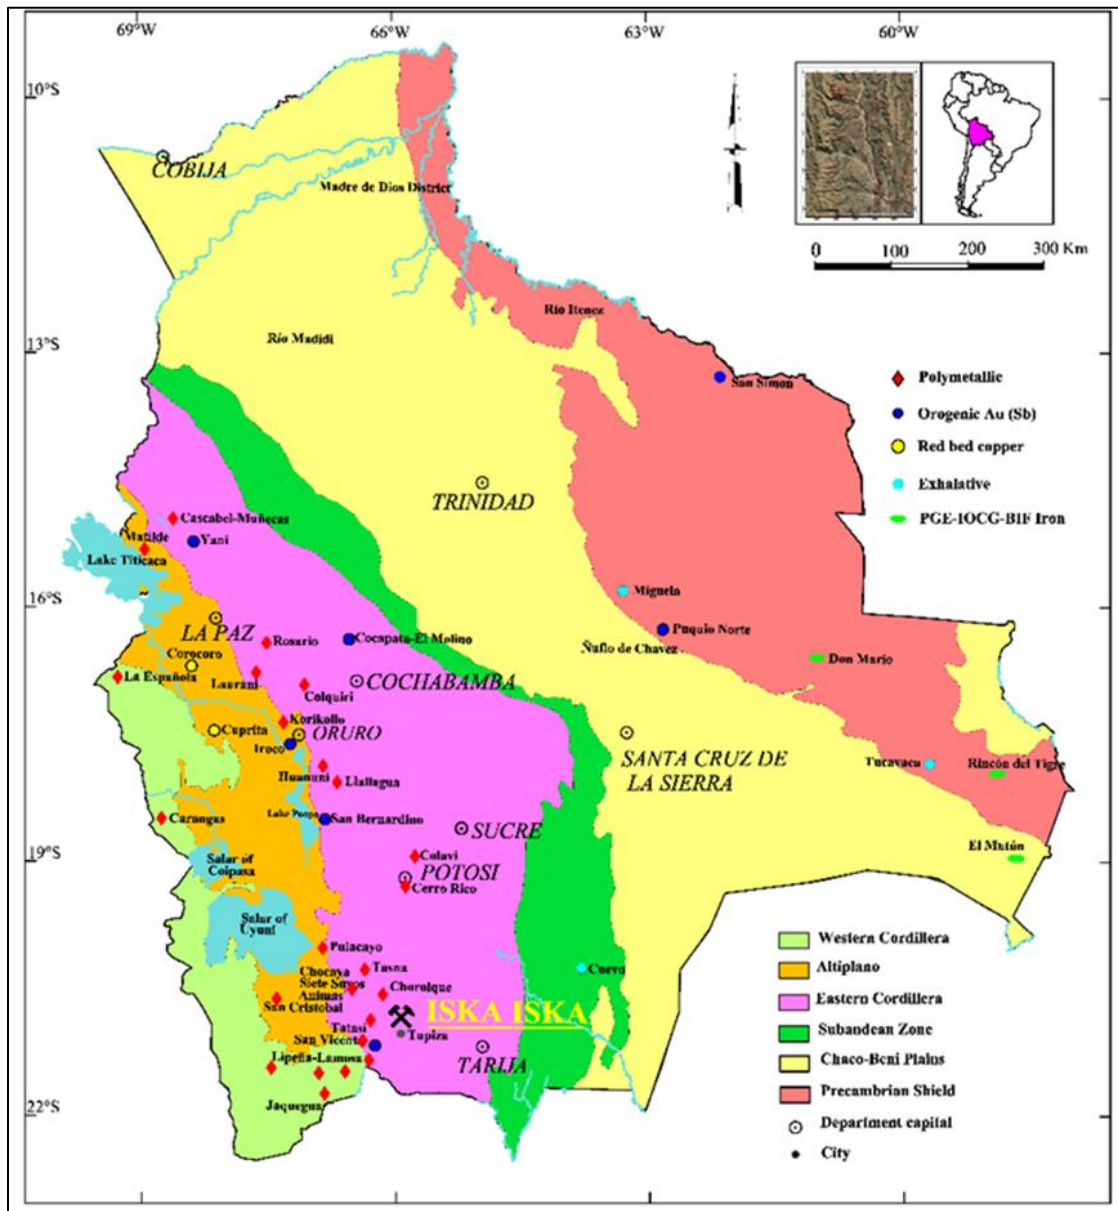 69°W
66°W
63°W
60°W
10°S
13°S
16°S
19°S
22°S
0
100
200
300 Km
COBIJA
Madre de Dios District
Río Itenez
Río Madidi
San Simon
Polymetallic
Orogenic Au (Sb)
Red bed copper
Exhalative
PGE-IOCG-BIF Iron
TRINIDAD
Cascabel-Muñecas
Matilde
Yani
Lake Titicaca
Miguela
LA PAZ
Rosario
Cocapata-El Molino
Puquio Norte
Ñuflo de Chavez
Don Mario
Corocoro
La Española
Laurani
Colquiri
COCHABAMBA
Korikollo
Cuprita
ORURO
Iroco
SANTA CRUZ DE
LA SIERRA
Tucavaca
Rincón del Tigre
Huanuni
Llallagua
Lake Poopo
San Bernardino
Carangas
SUCRE
Colavi
El Mutún
Salar of
Coipasa
POTOSI
Cerro Rico
Salar of
Uyuni
Pulacayo
Chocaya
Tasna
Cuevo
Siete Suyos
Animas
Chorolque
San Cristobal
ISKA ISKA
Tatasi
Tupiza
San Vicent
Lipeña-Lamosa
TARIJA
Jaquegua
Western Cordillera
Altiplano
Eastern Cordillera
Subandean Zone
Chaco-Beni Plains
Precambrian Shield
Department capital
City